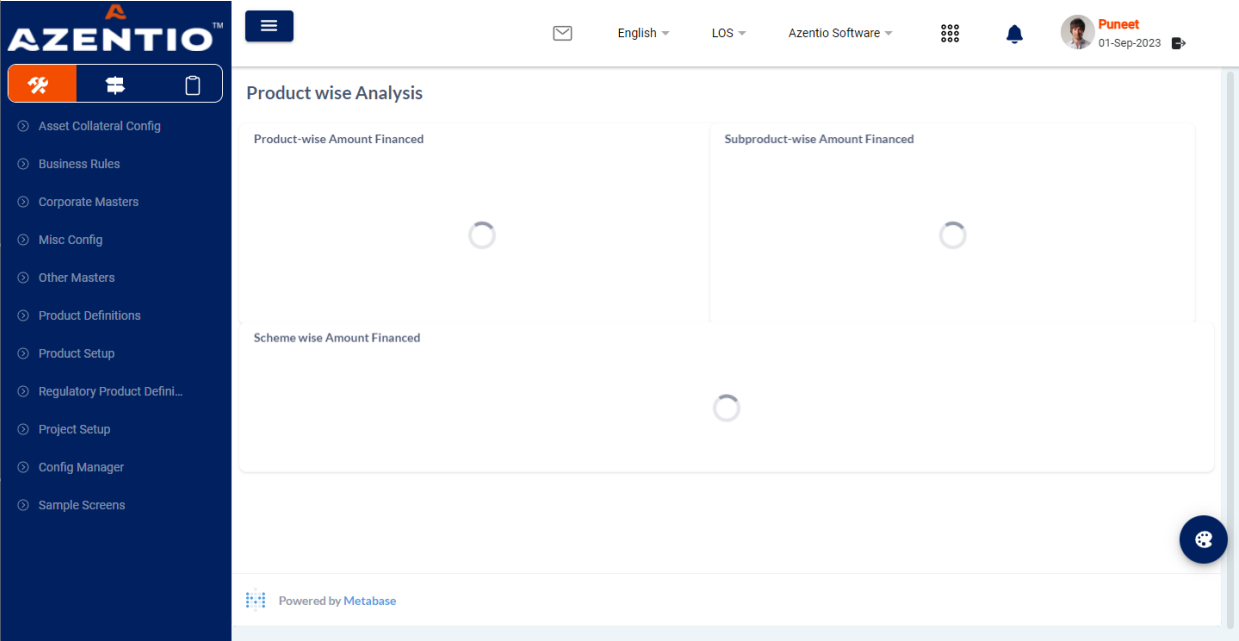 AZENTIO™
English
LOS
Azentio Software
Puneet
01-Sep-2023
Asset Collateral Config
Business Rules
Corporate Masters
Misc Config
Other Masters
Product Definitions
Product Setup
Regulatory Product Defini...
Project Setup
Config Manager
Sample Screens
Product wise Analysis
Product-wise Amount Financed
Subproduct-wise Amount Financed
Scheme wise Amount Financed
Powered by Metabase